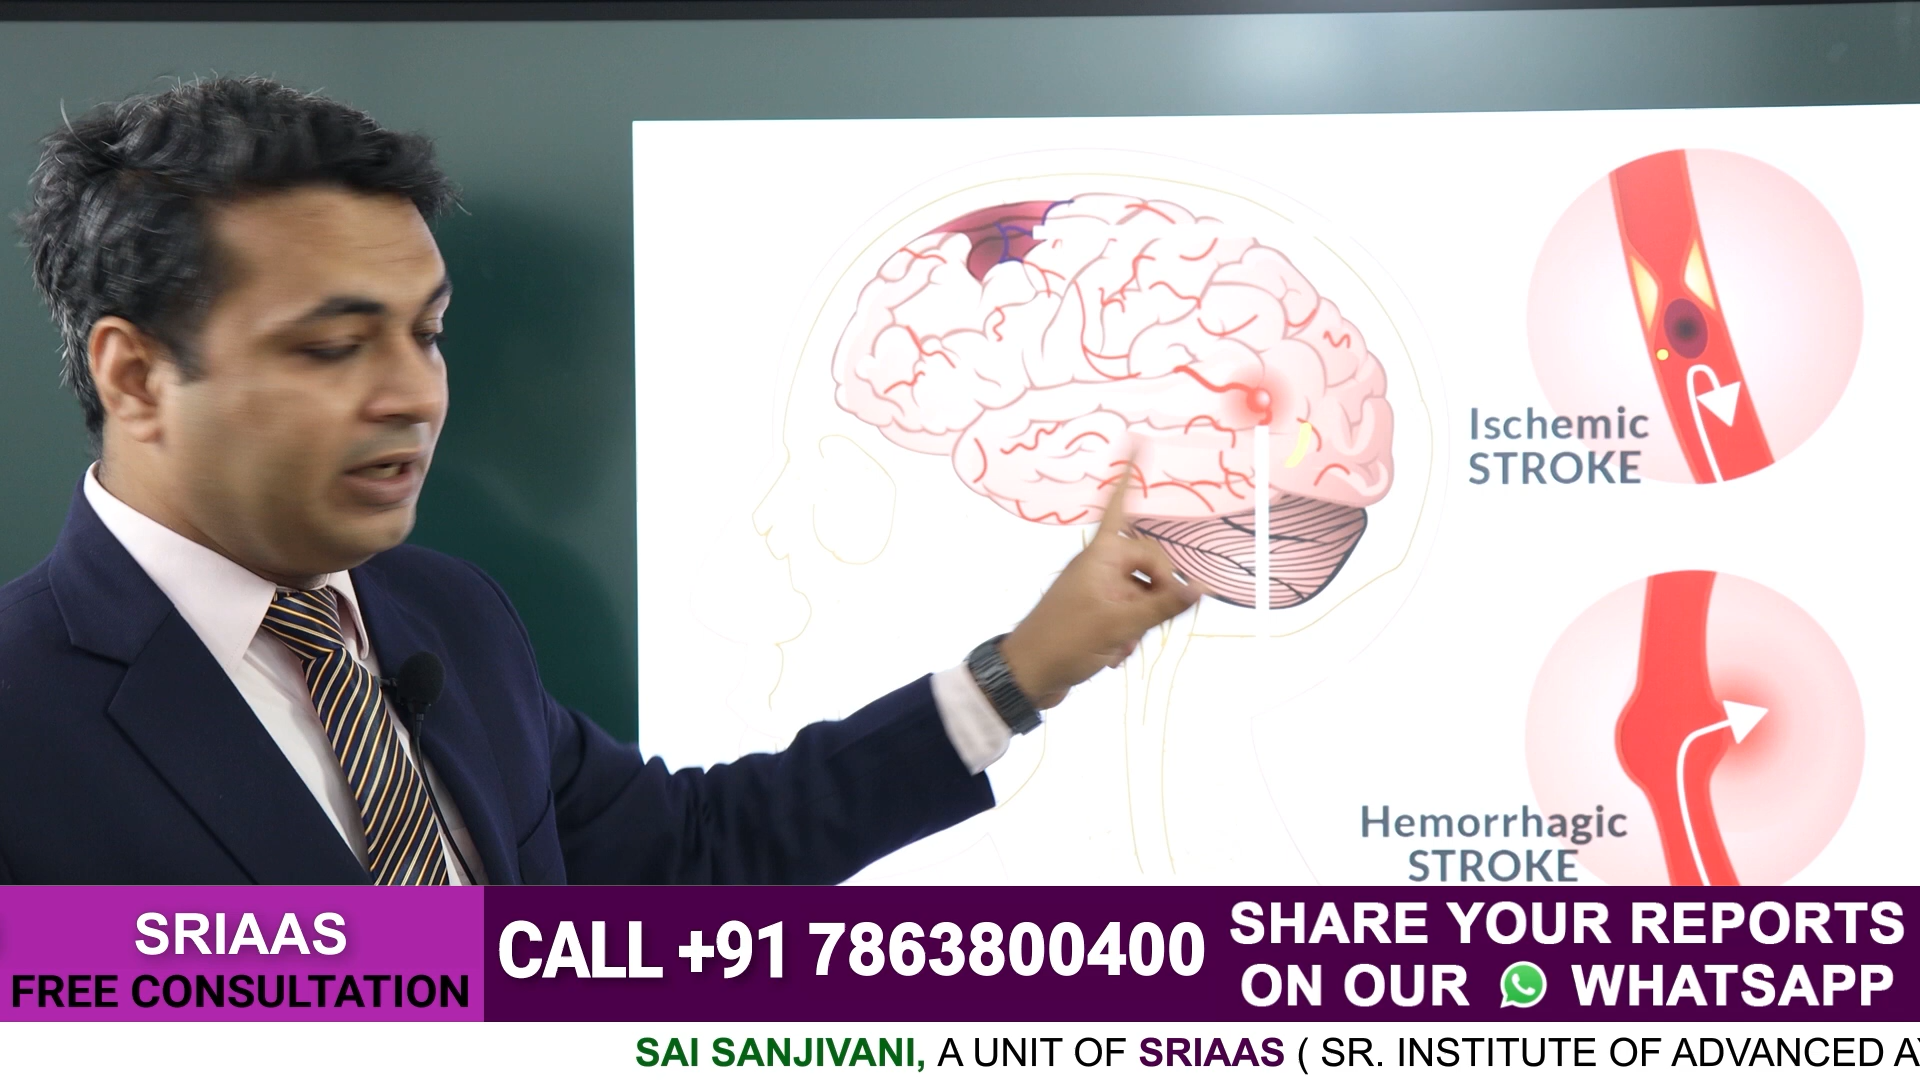 Ischemic
STROKE
Hemorrhagic
STROKE
SRIAAS
FREE CONSULTATION
CALL +91 7863800400
SHARE YOUR REPORTS
ON OUR WHATSAPP
SAI SANJIVANI, A UNIT OF SRIAAS ( SR. INSTITUTE OF ADVANCED